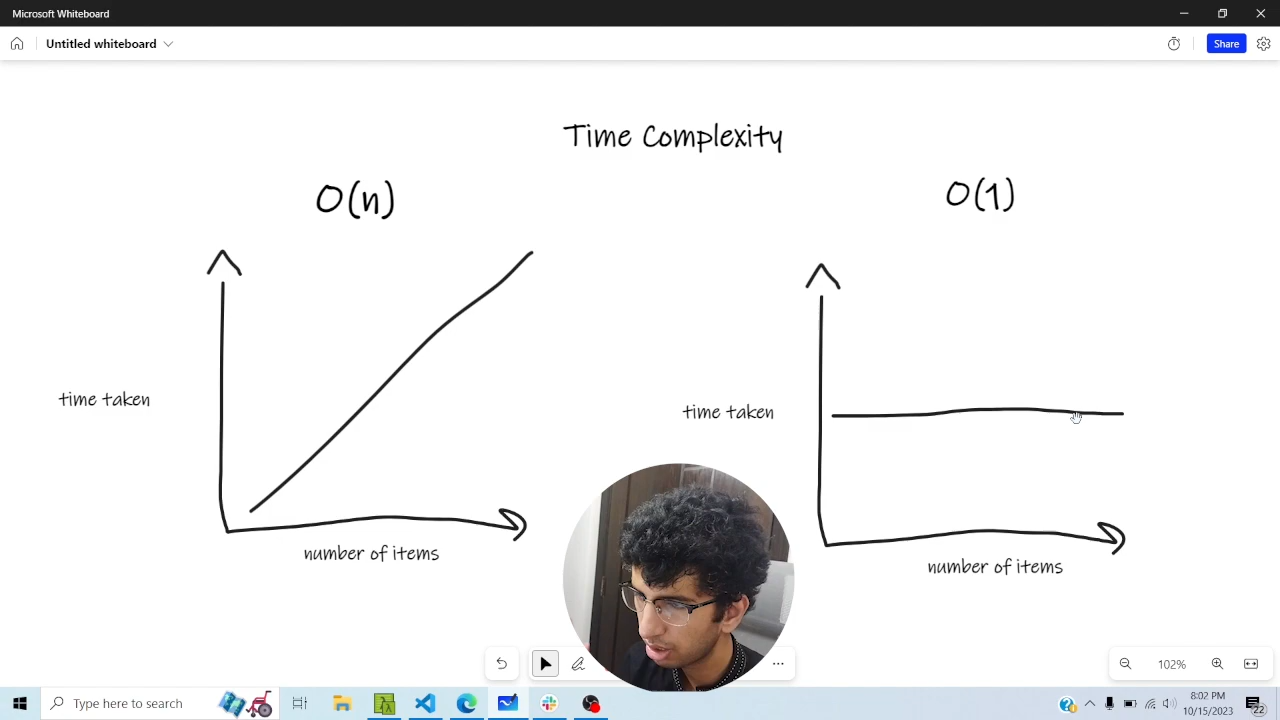 Microsoft Whiteboard
Untitled whiteboard
Share
Time Complexity
O(n)
O(1)
time taken
number of items
time taken
number of items
102%
Type here to search
8:02 PM
10/15/2023
22